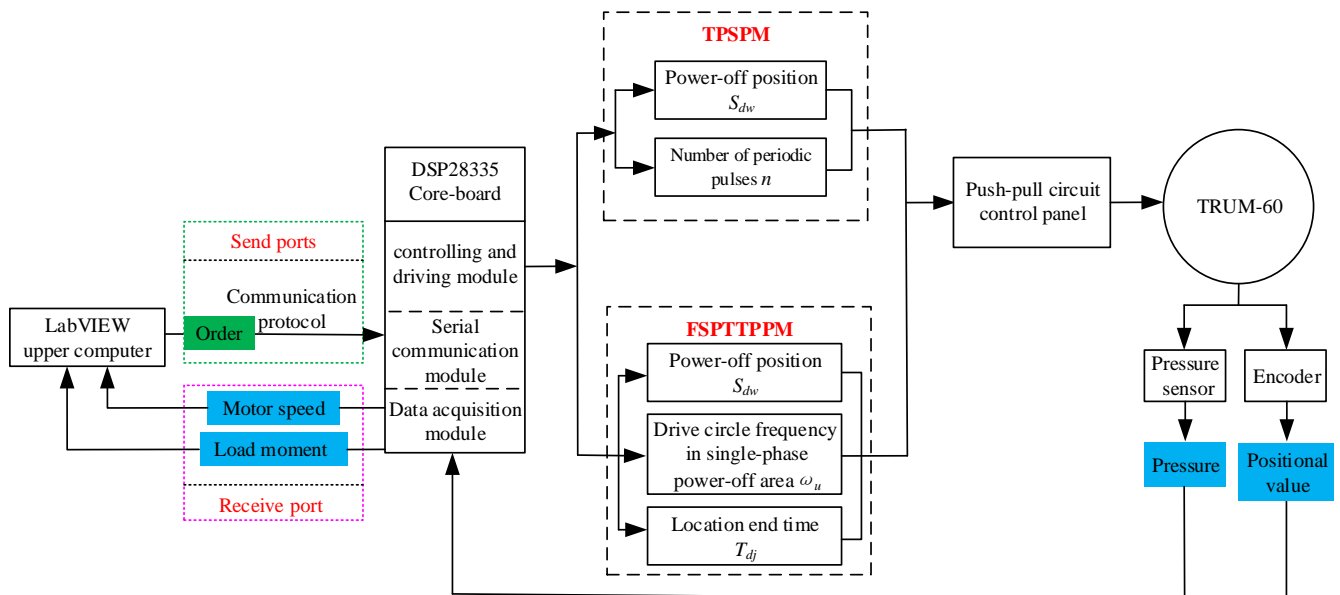 LabVIEW
upper computer
Send ports
Communication
protocol
Order
Motor speed
Load moment
Receive port
DSP28335
Core-board
controlling and
driving module
Serial
communication
module
Data acquisition
module
TPSPM
Power-off position
S_dw
Number of periodic
pulses n
FSPTTPPM
Power-off position
S_dw
Drive circle frequency
in single-phase
power-off area ω_u
Location end time
T_dj
Push-pull circuit
control panel
TRUM-60
Pressure
sensor
Encoder
Pressure
Positional
value